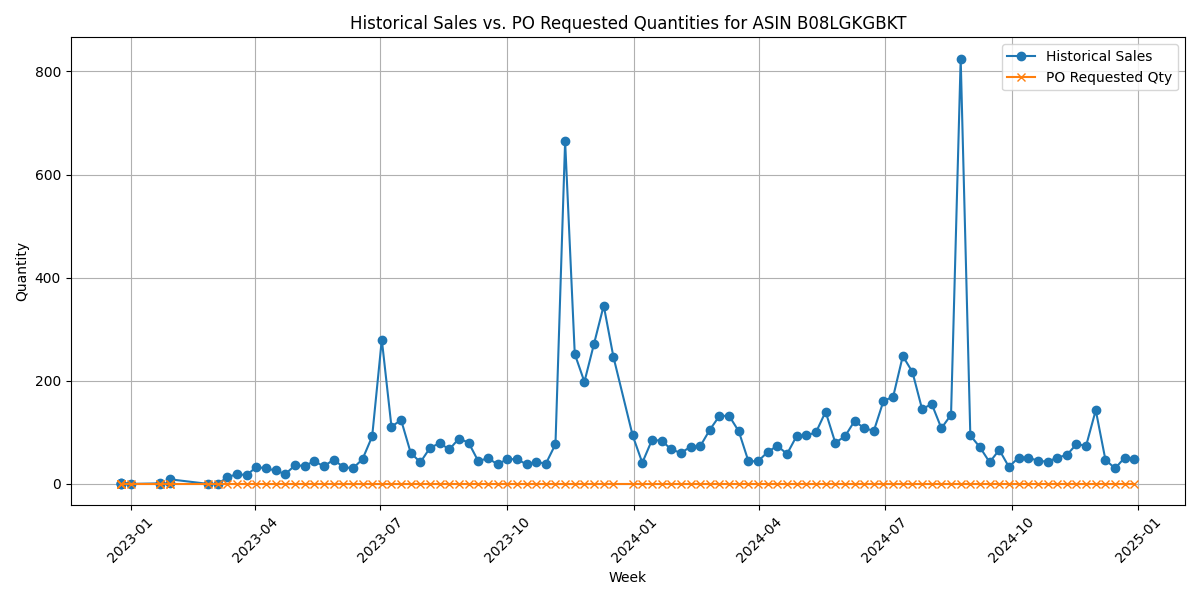 Historical Sales vs. PO Requested Quantities for ASIN B08LGKGBKT
Historical Sales
PO Requested Qty
Quantity
800
600
400
200
0
2023-01
2023-04
2023-07
2023-10
2024-01
2024-04
2024-07
2024-10
2025-01
Week